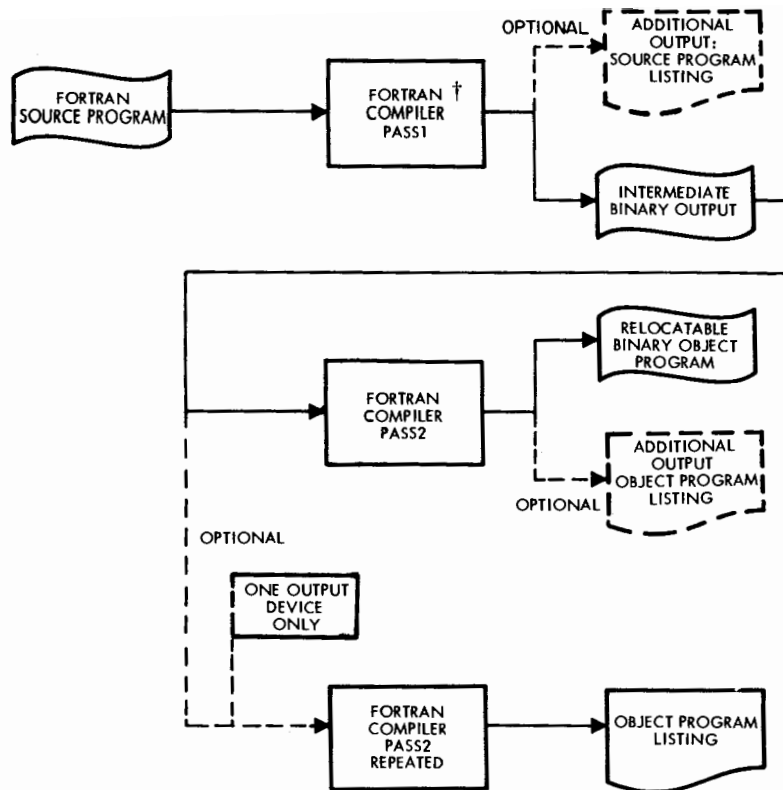 OPTIONAL
ADDITIONAL
OUTPUT:
SOURCE PROGRAM
LISTING
FORTRAN
SOURCE PROGRAM
FORTRAN †
COMPILER
PASS1
INTERMEDIATE
BINARY OUTPUT
RELOCATABLE
BINARY OBJECT
PROGRAM
FORTRAN
COMPILER
PASS2
ADDITIONAL
OUTPUT
OBJECT PROGRAM
LISTING
OPTIONAL
OPTIONAL
ONE OUTPUT
DEVICE
ONLY
FORTRAN
COMPILER
PASS2
REPEATED
OBJECT PROGRAM
LISTING